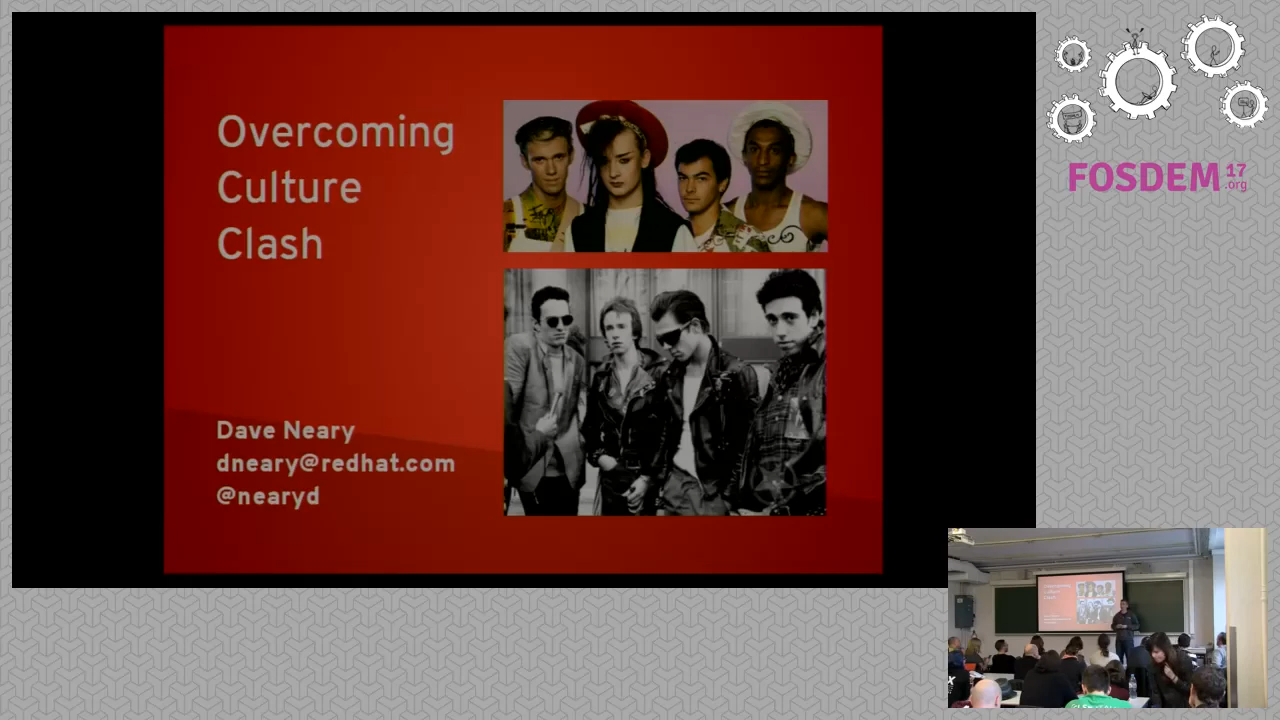 Overcoming
Culture
Clash
Dave Neary
dneary@redhat.com
@nearyd
FOSDEM 17
.org